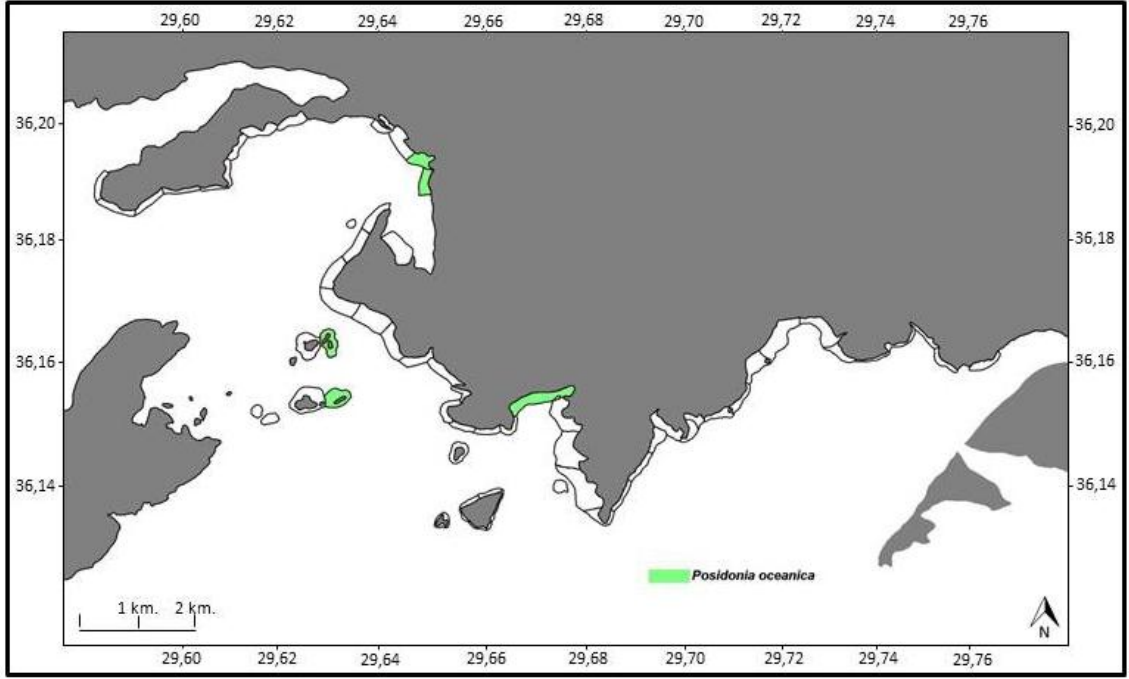 29,60 29,62 29,64 29,66 29,68 29,70 29,72 29,74 29,76
36,20 36,20
36,18 36,18
36,16 36,16
36,14 36,14
Posidonia oceanica
1 km. 2 km.
N
29,60 29,62 29,64 29,66 29,68 29,70 29,72 29,74 29,76